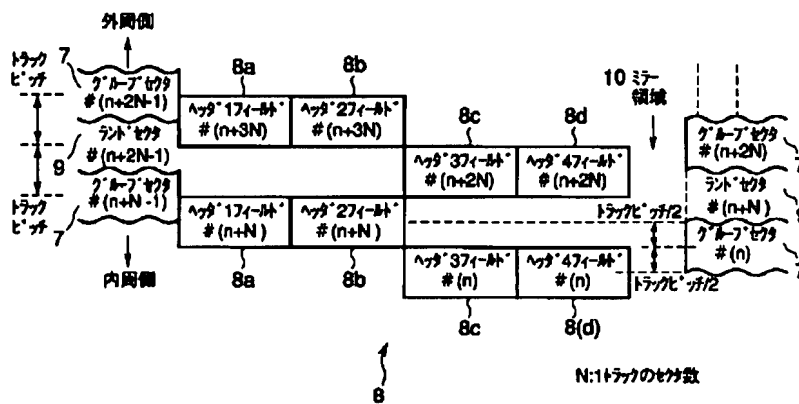 外周側
トラックピッチ
7
グルーブセクタ
#(n+2N-1)
ランドセクタ
#(n+2N-1)
9
グルーブセクタ
#(n+N-1)
トラックピッチ
7
内周側
8a
8b
ヘッダ1フィールド
#(n+3N)
ヘッダ2フィールド
#(n+3N)
8c
8d
ヘッダ3フィールド
#(n+2N)
ヘッダ4フィールド
#(n+2N)
ヘッダ1フィールド
#(n+N)
ヘッダ2フィールド
#(n+N)
8a
8b
ヘッダ3フィールド
#(n)
ヘッダ4フィールド
#(n)
8c
8(d)
トラックピッチ/2
トラックピッチ/2
10 ミラー
領域
グルーブセクタ
#(n+2N)
ランドセクタ
#(n+N)
グルーブセクタ
#(n)
8
N:1トラックのセクタ数